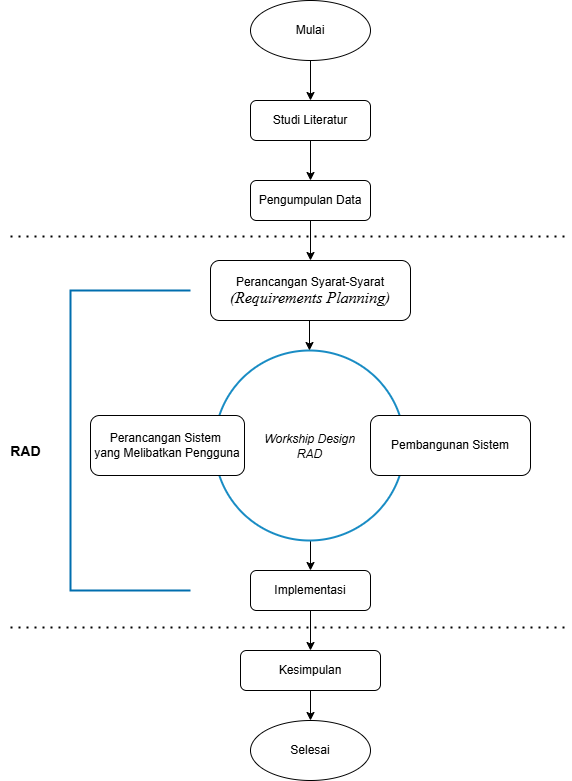 Mulai
Studi Literatur
Pengumpulan Data
Perancangan Syarat-Syarat
(Requirements Planning)
RAD
Perancangan Sistem
yang Melibatkan Pengguna
Workship Design
RAD
Pembangunan Sistem
Implementasi
Kesimpulan
Selesai